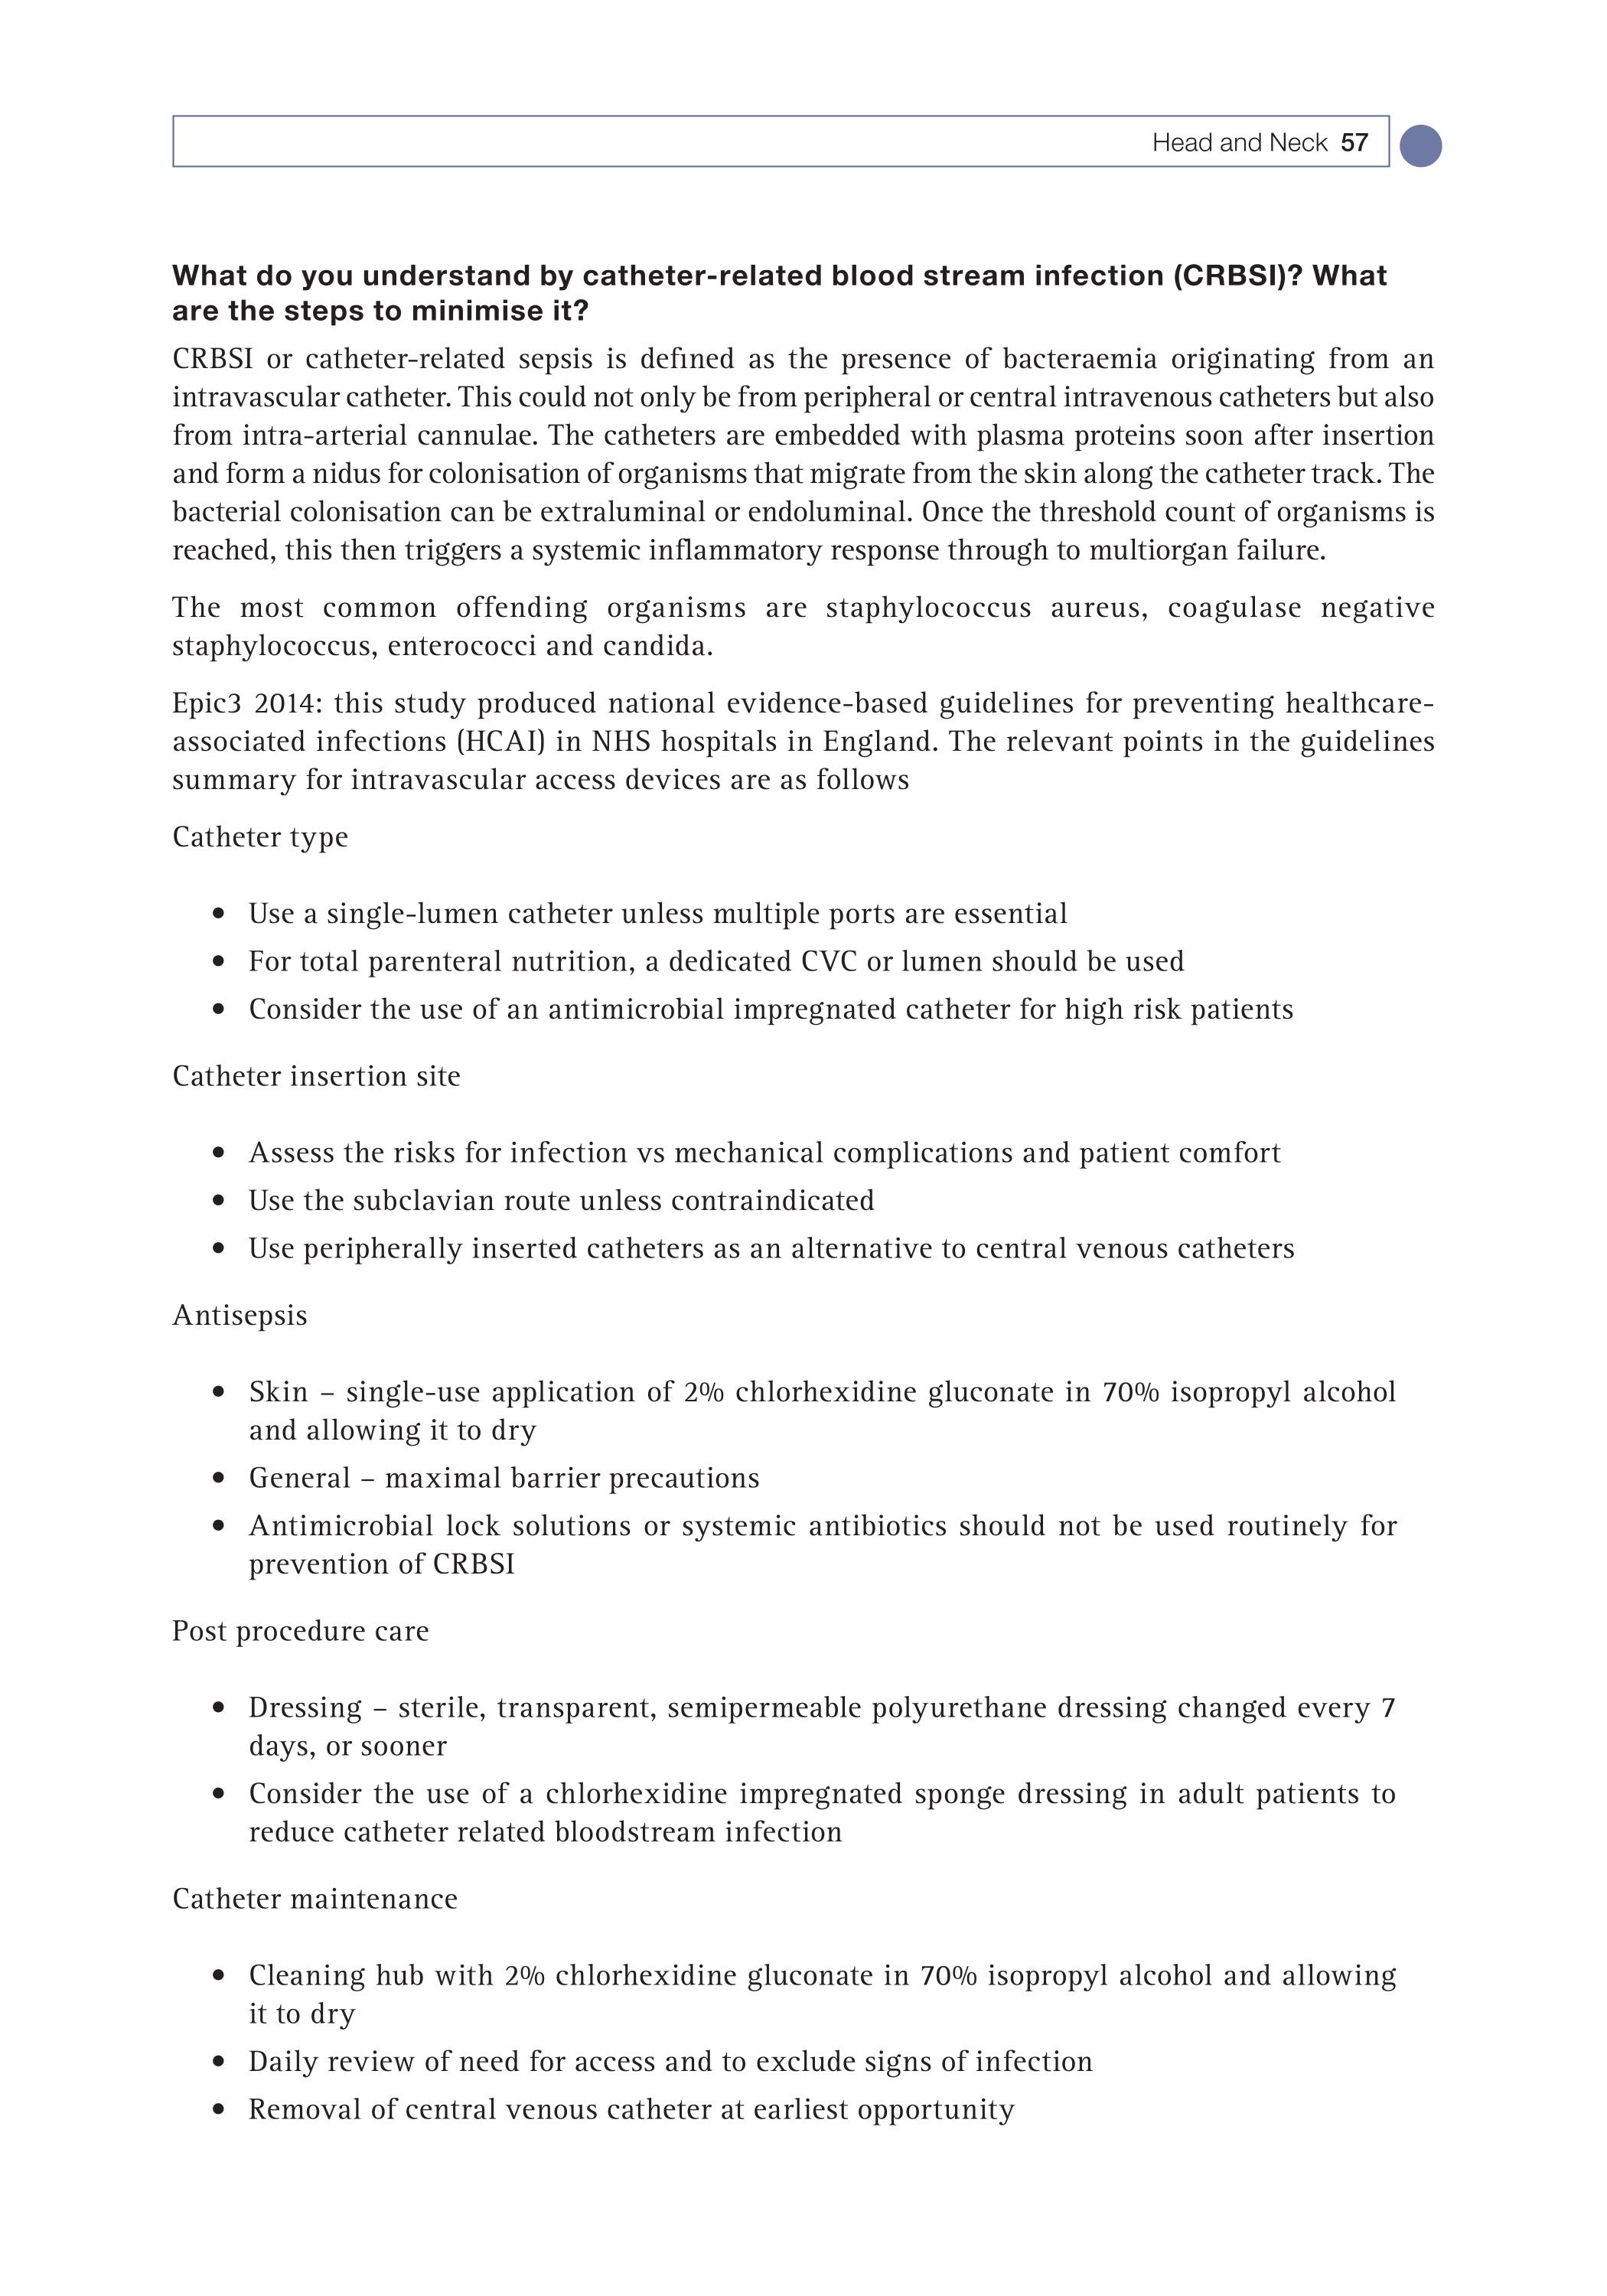 Head and Neck 57
What do you understand by catheter-related blood stream infection (CRBSI)? What
are the steps to minimise it?
CRBSI or catheter-related sepsis is defined as the presence of bacteraemia originating from an
intravascular catheter. This could not only be from peripheral or central intravenous catheters but also
from intra-arterial cannulae. The catheters are embedded with plasma proteins soon after insertion
and form a nidus for colonisation of organisms that migrate from the skin along the catheter track. The
bacterial colonisation can be extraluminal or endoluminal. Once the threshold count of organisms is
reached, this then triggers a systemic inflammatory response through to multiorgan failure.
The most common offending organisms are staphylococcus aureus, coagulase negative
staphylococcus, enterococci and candida.
Epic3 2014: this study produced national evidence-based guidelines for preventing healthcare-
associated infections (HCAI) in NHS hospitals in England. The relevant points in the guidelines
summary for intravascular access devices are as follows
Catheter type
• Use a single-lumen catheter unless multiple ports are essential
• For total parenteral nutrition, a dedicated CVC or lumen should be used
• Consider the use of an antimicrobial impregnated catheter for high risk patients
Catheter insertion site
• Assess the risks for infection vs mechanical complications and patient comfort
• Use the subclavian route unless contraindicated
• Use peripherally inserted catheters as an alternative to central venous catheters
Antisepsis
• Skin – single-use application of 2% chlorhexidine gluconate in 70% isopropyl alcohol
and allowing it to dry
• General – maximal barrier precautions
• Antimicrobial lock solutions or systemic antibiotics should not be used routinely for
prevention of CRBSI
Post procedure care
• Dressing – sterile, transparent, semipermeable polyurethane dressing changed every 7
days, or sooner
• Consider the use of a chlorhexidine impregnated sponge dressing in adult patients to
reduce catheter related bloodstream infection
Catheter maintenance
• Cleaning hub with 2% chlorhexidine gluconate in 70% isopropyl alcohol and allowing
it to dry
• Daily review of need for access and to exclude signs of infection
• Removal of central venous catheter at earliest opportunity